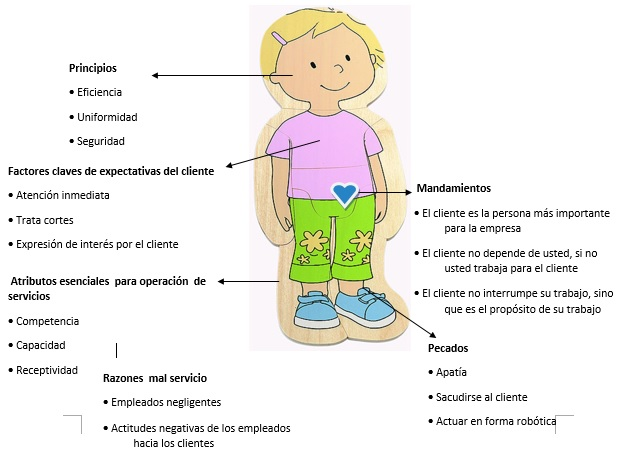 Principios
• Eficiencia
• Uniformidad
• Seguridad
Factores claves de expectativas del cliente
• Atención inmediata
• Trata cortes
• Expresión de interés por el cliente
Atributos esenciales para operación de
servicios
• Competencia
• Capacidad
• Receptividad
Razones mal servicio
• Empleados negligentes
• Actitudes negativas de los empleados
hacia los clientes
Mandamientos
• El cliente es la persona más importante
para la empresa
• El cliente no depende de usted, si no
usted trabaja para el cliente
• El cliente no interrumpe su trabajo, sino
que es el propósito de su trabajo
Pecados
• Apatía
• Sacudirse al cliente
• Actuar en forma robótica